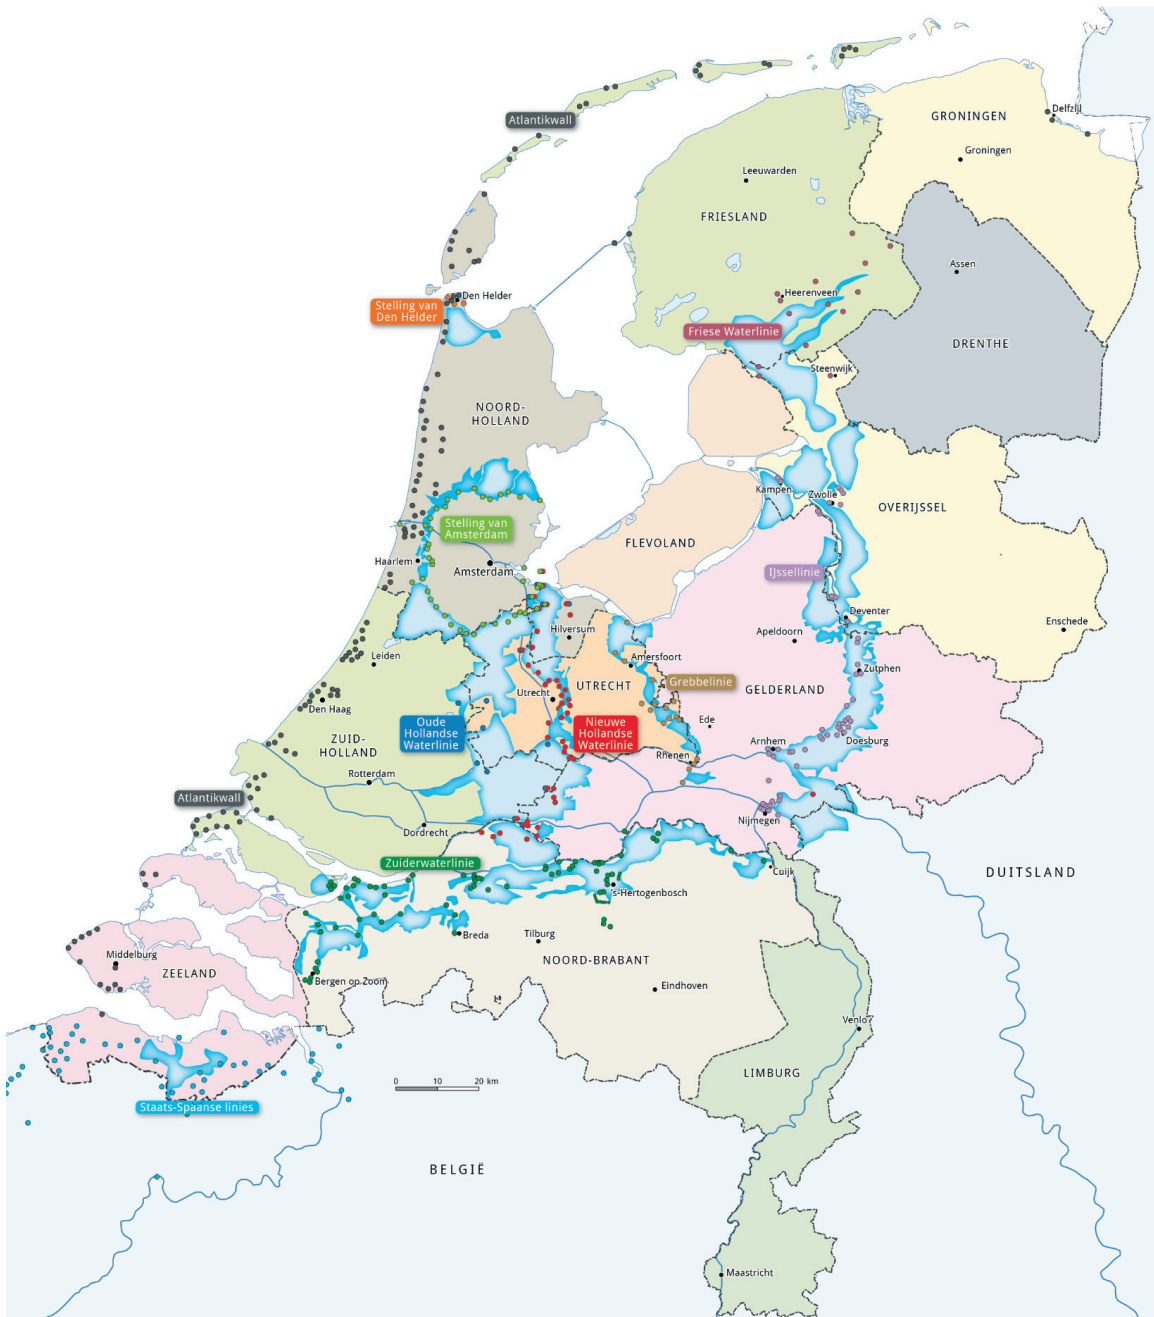 Atlantikwall
GRONINGEN
Delfzijl
Groningen
Leeuwarden
FRIESLAND
Assen
Stelling van
Den Helder
Den Helder
Heerenveen
Friese Waterlinie
DRENTHE
Steenwijk
NOORD-
HOLLAND
Kampen
Zwolle
OVERIJSSEL
Stelling van
Amsterdam
FLEVOLAND
Haarlem
Amsterdam
IJssellinie
Deventer
Enschede
Hilversum
Apeldoorn
Leiden
Amersfoort
Zutphen
Utrecht
UTRECHT
Grebbelinie
GELDERLAND
Den Haag
Oude
Hollandse
Waterlinie
Nieuwe
Hollandse
Waterlinie
Ede
ZUID-
HOLLAND
Arnhem
Doesburg
Rhenen
Rotterdam
Atlantikwall
Dordrecht
Nijmegen
Zuiderwaterlinie
Cuijk
DUITSLAND
's-Hertogenbosch
Breda
Tilburg
Middelburg
NOORD-BRABANT
ZEELAND
Bergen op Zoom
Eindhoven
Venlo
LIMBURG
0 10 20 km
Staats-Spaanse linies
BELGIË
Maastricht